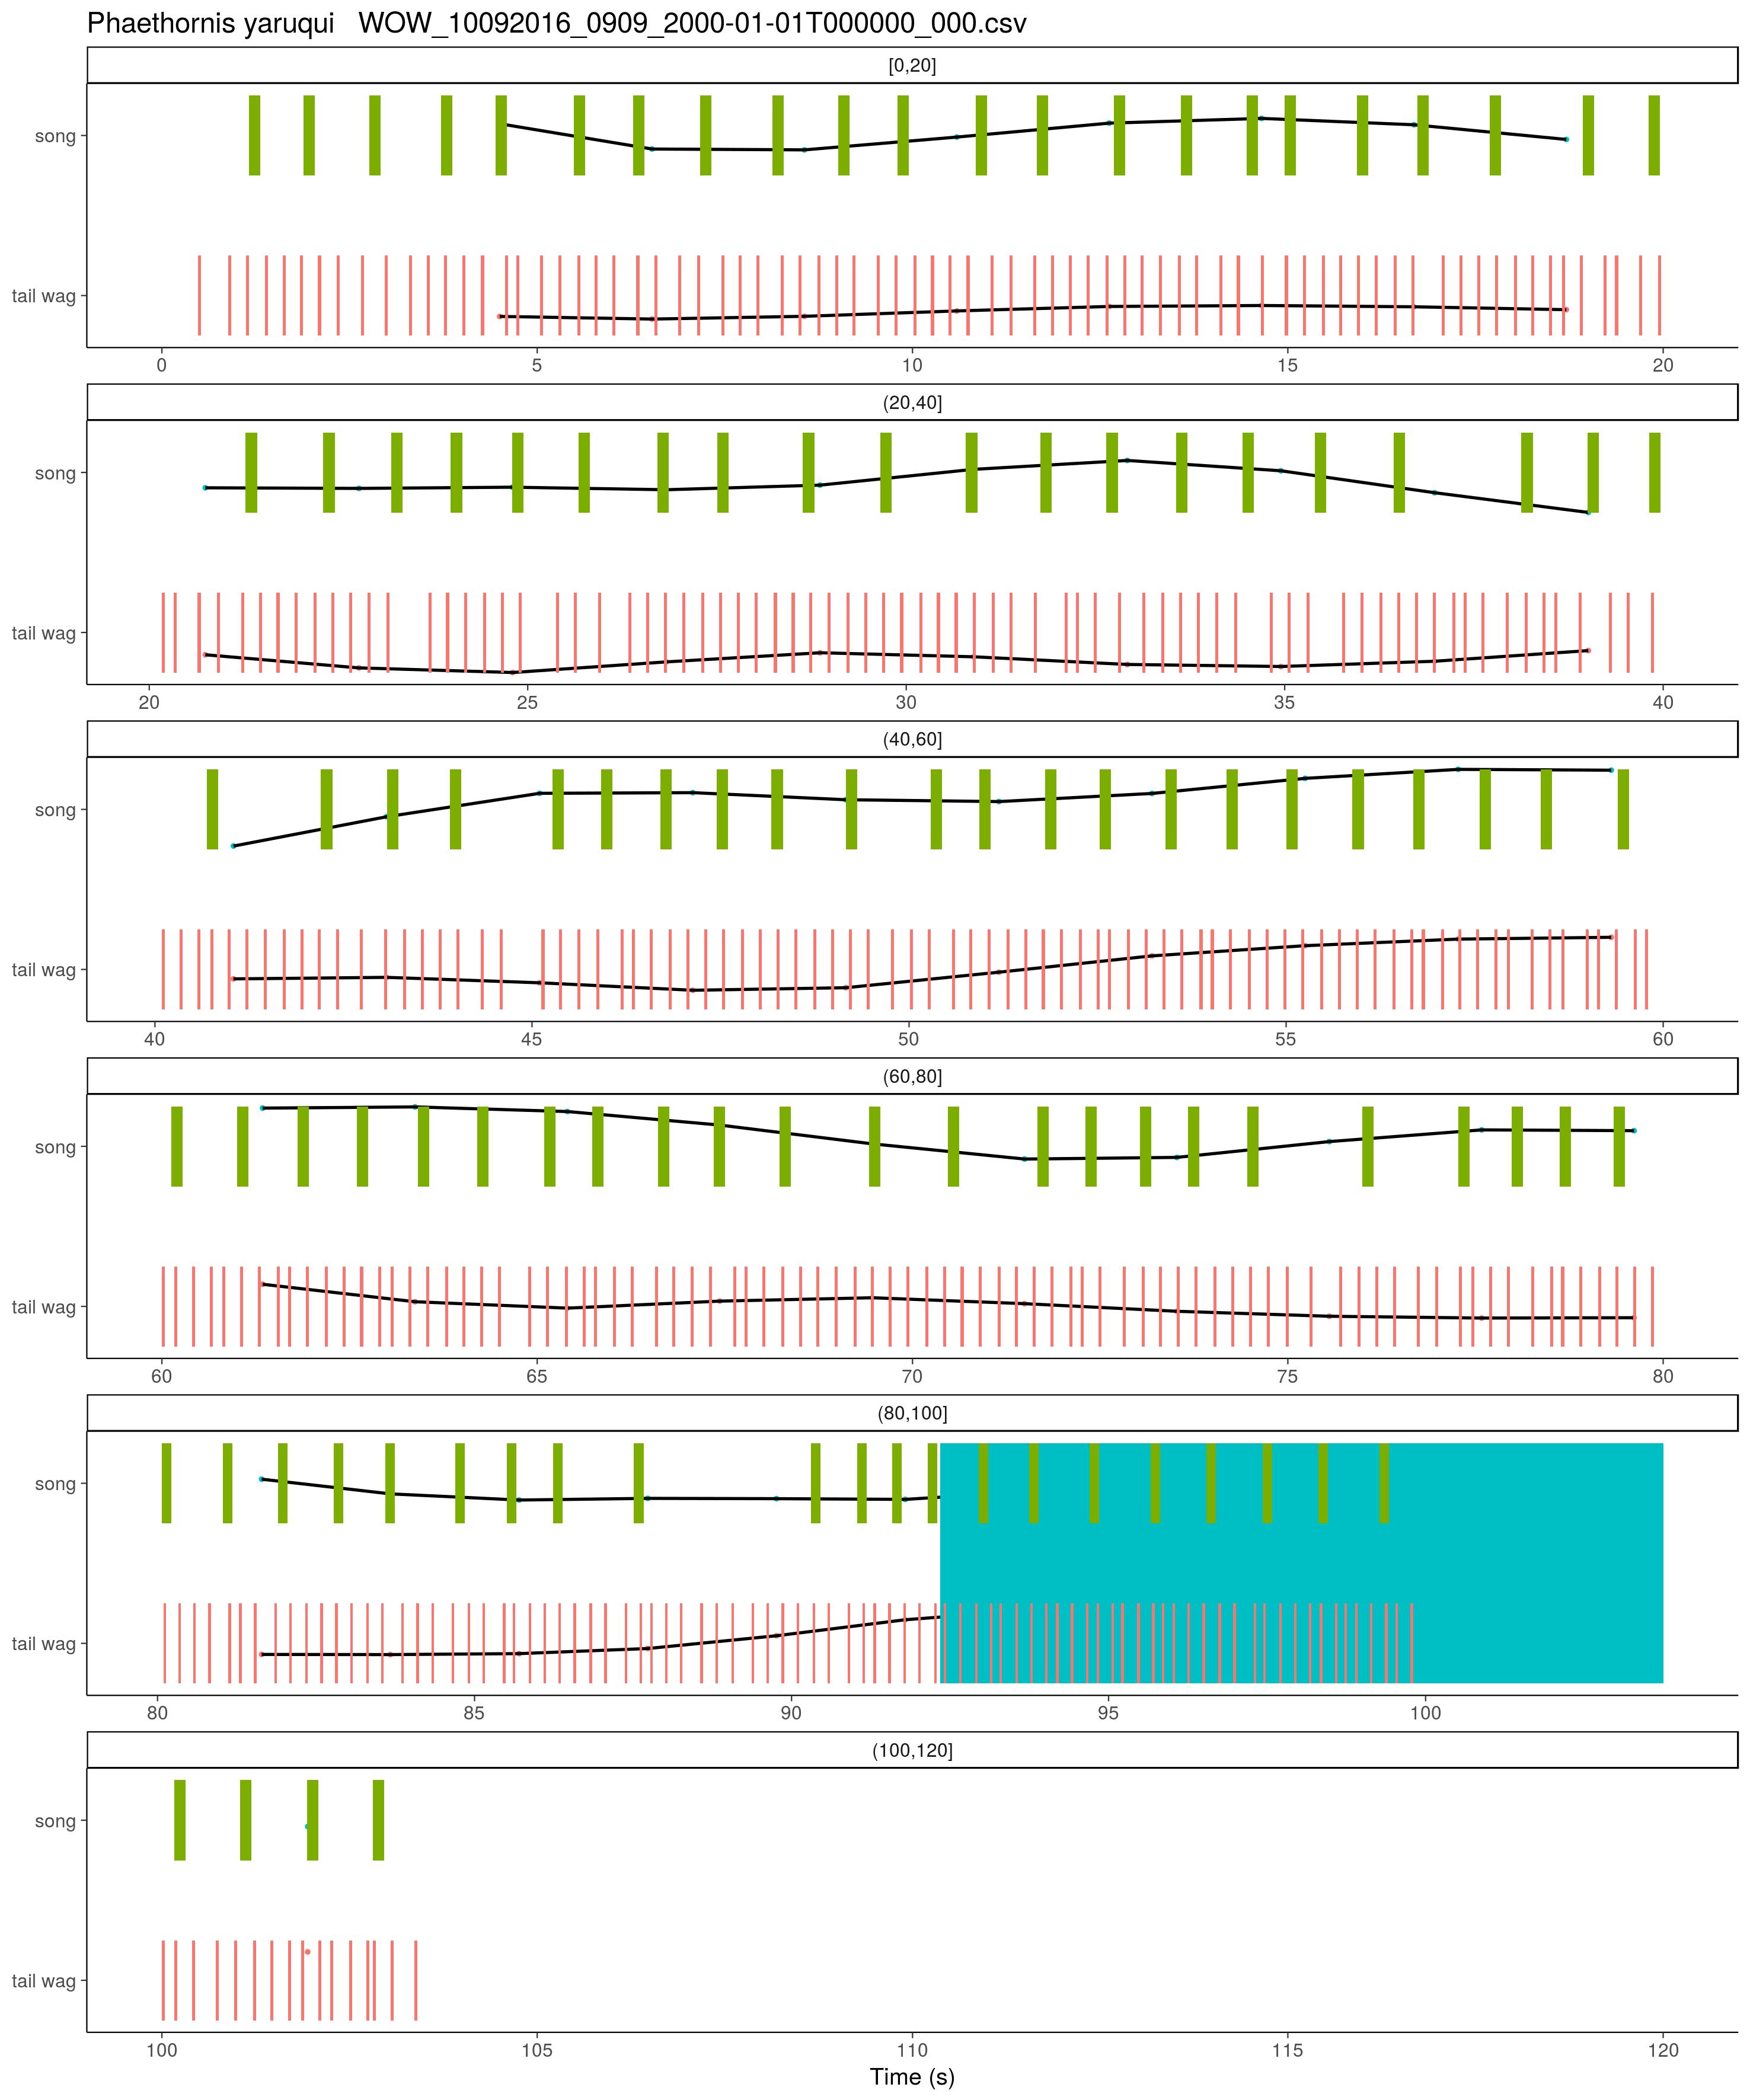 Phaethornis yaruqui   WOW_10092016_0909_2000-01-01T000000_000.csv
[0,20]
song
tail wag
0 5 10 15 20
(20,40]
song
tail wag
20 25 30 35 40
(40,60]
song
tail wag
40 45 50 55 60
(60,80]
song
tail wag
60 65 70 75 80
(80,100]
song
tail wag
80 85 90 95 100
(100,120]
song
tail wag
100 105 110 115 120
Time (s)